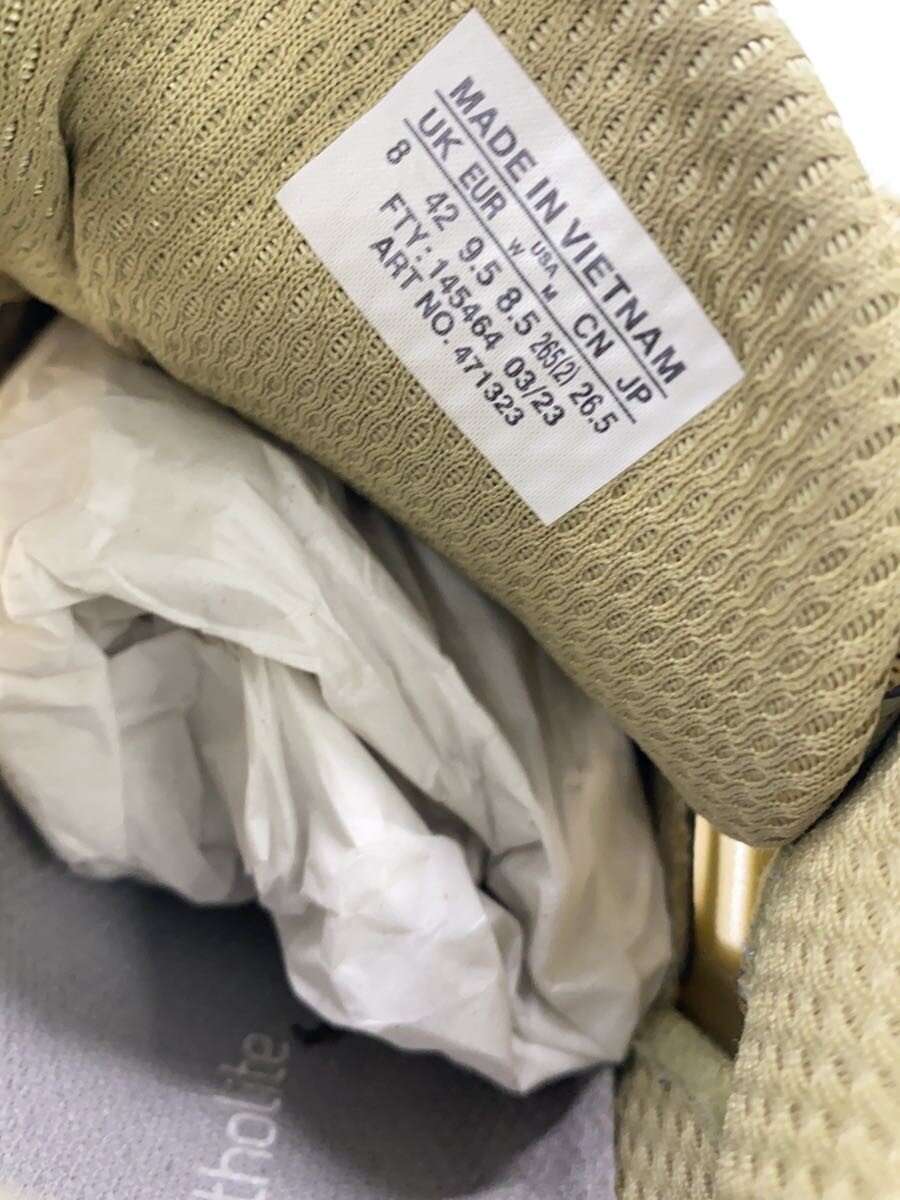 MADE IN VIETNAM
UK EUR USA CN JP
W M
8 42 9.5 8.5 265(2) 26.5
FTY: 145464 03/23
ART NO. 471323
tholite